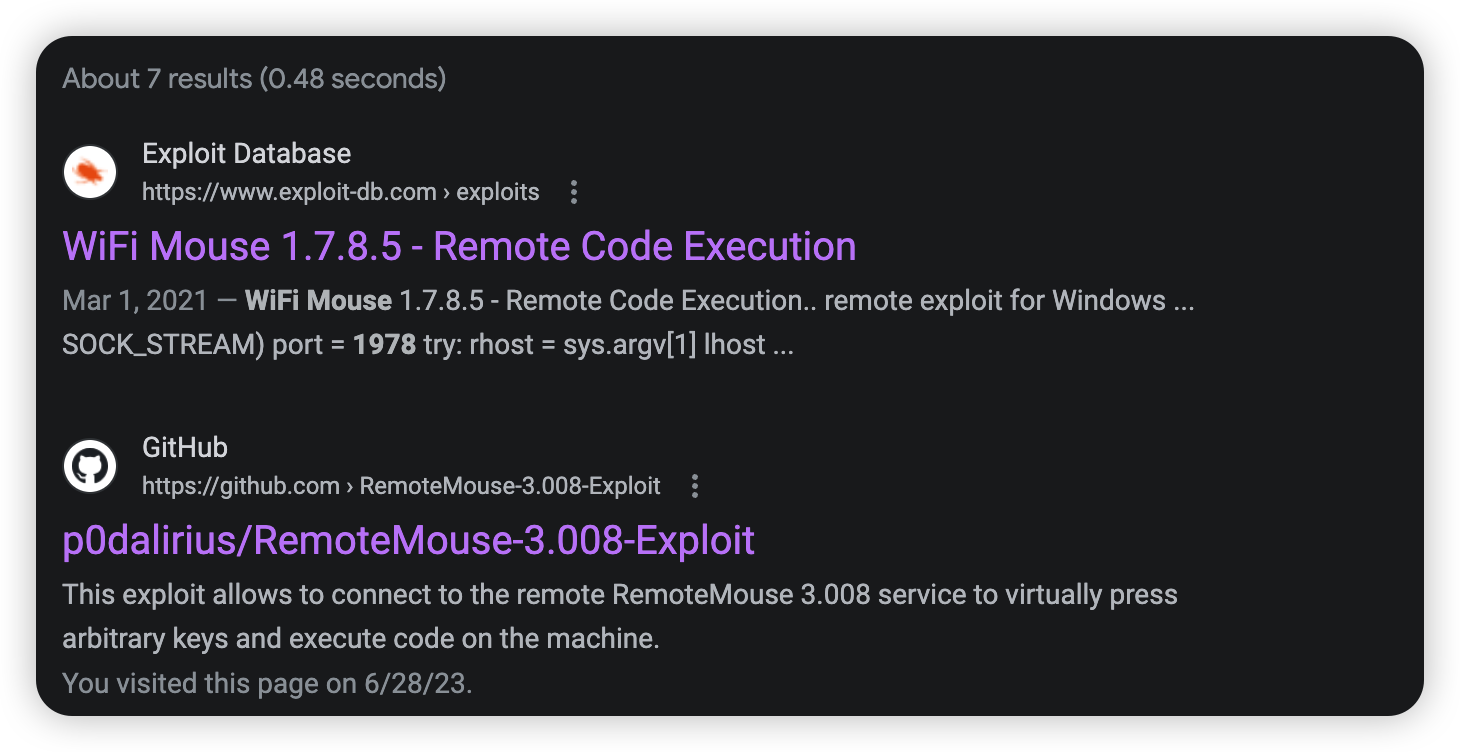 About 7 results (0.48 seconds)
Exploit Database
https://www.exploit-db.com › exploits
WiFi Mouse 1.7.8.5 - Remote Code Execution
Mar 1, 2021 — WiFi Mouse 1.7.8.5 - Remote Code Execution.. remote exploit for Windows ...
SOCK_STREAM) port = 1978 try: rhost = sys.argv[1] lhost ...
GitHub
https://github.com › RemoteMouse-3.008-Exploit
p0dalirius/RemoteMouse-3.008-Exploit
This exploit allows to connect to the remote RemoteMouse 3.008 service to virtually press
arbitrary keys and execute code on the machine.
You visited this page on 6/28/23.